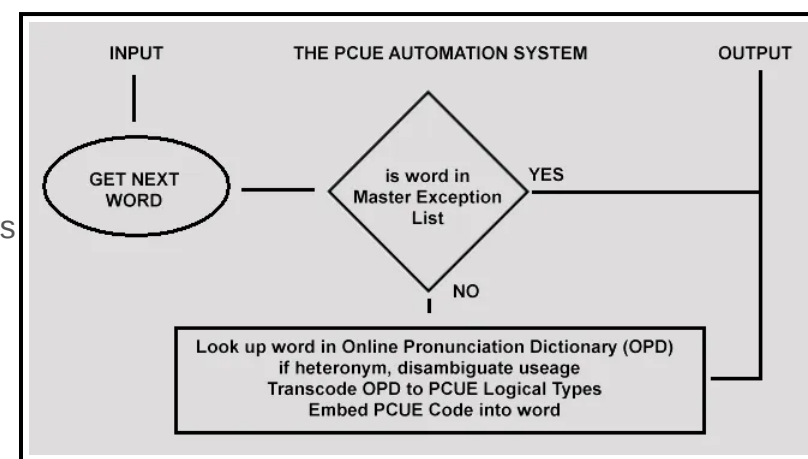 INPUT
THE PCUE AUTOMATION SYSTEM
OUTPUT
GET NEXT
WORD
is word in
Master Exception
List
YES
NO
s
Look up word in Online Pronunciation Dictionary (OPD)
if heteronym, disambiguate useage
Transcode OPD to PCUE Logical Types
Embed PCUE Code into word